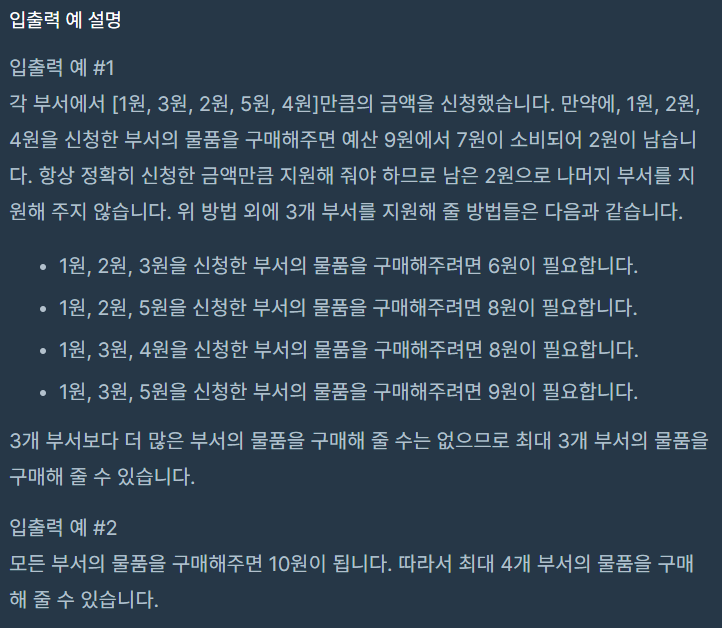 입출력 예 설명
입출력 예 #1
각 부서에서 [1원, 3원, 2원, 5원, 4원]만큼의 금액을 신청했습니다. 만약에, 1원, 2원,
4원을 신청한 부서의 물품을 구매해주면 예산 9원에서 7원이 소비되어 2원이 남습니
다. 항상 정확히 신청한 금액만큼 지원해 줘야 하므로 남은 2원으로 나머지 부서를 지
원해 주지 않습니다. 위 방법 외에 3개 부서를 지원해 줄 방법들은 다음과 같습니다.
• 1원, 2원, 3원을 신청한 부서의 물품을 구매해주려면 6원이 필요합니다.
• 1원, 2원, 5원을 신청한 부서의 물품을 구매해주려면 8원이 필요합니다.
• 1원, 3원, 4원을 신청한 부서의 물품을 구매해주려면 8원이 필요합니다.
• 1원, 3원, 5원을 신청한 부서의 물품을 구매해주려면 9원이 필요합니다.
3개 부서보다 더 많은 부서의 물품을 구매해 줄 수는 없으므로 최대 3개 부서의 물품을
구매해 줄 수 있습니다.
입출력 예 #2
모든 부서의 물품을 구매해주면 10원이 됩니다. 따라서 최대 4개 부서의 물품을 구매
해 줄 수 있습니다.